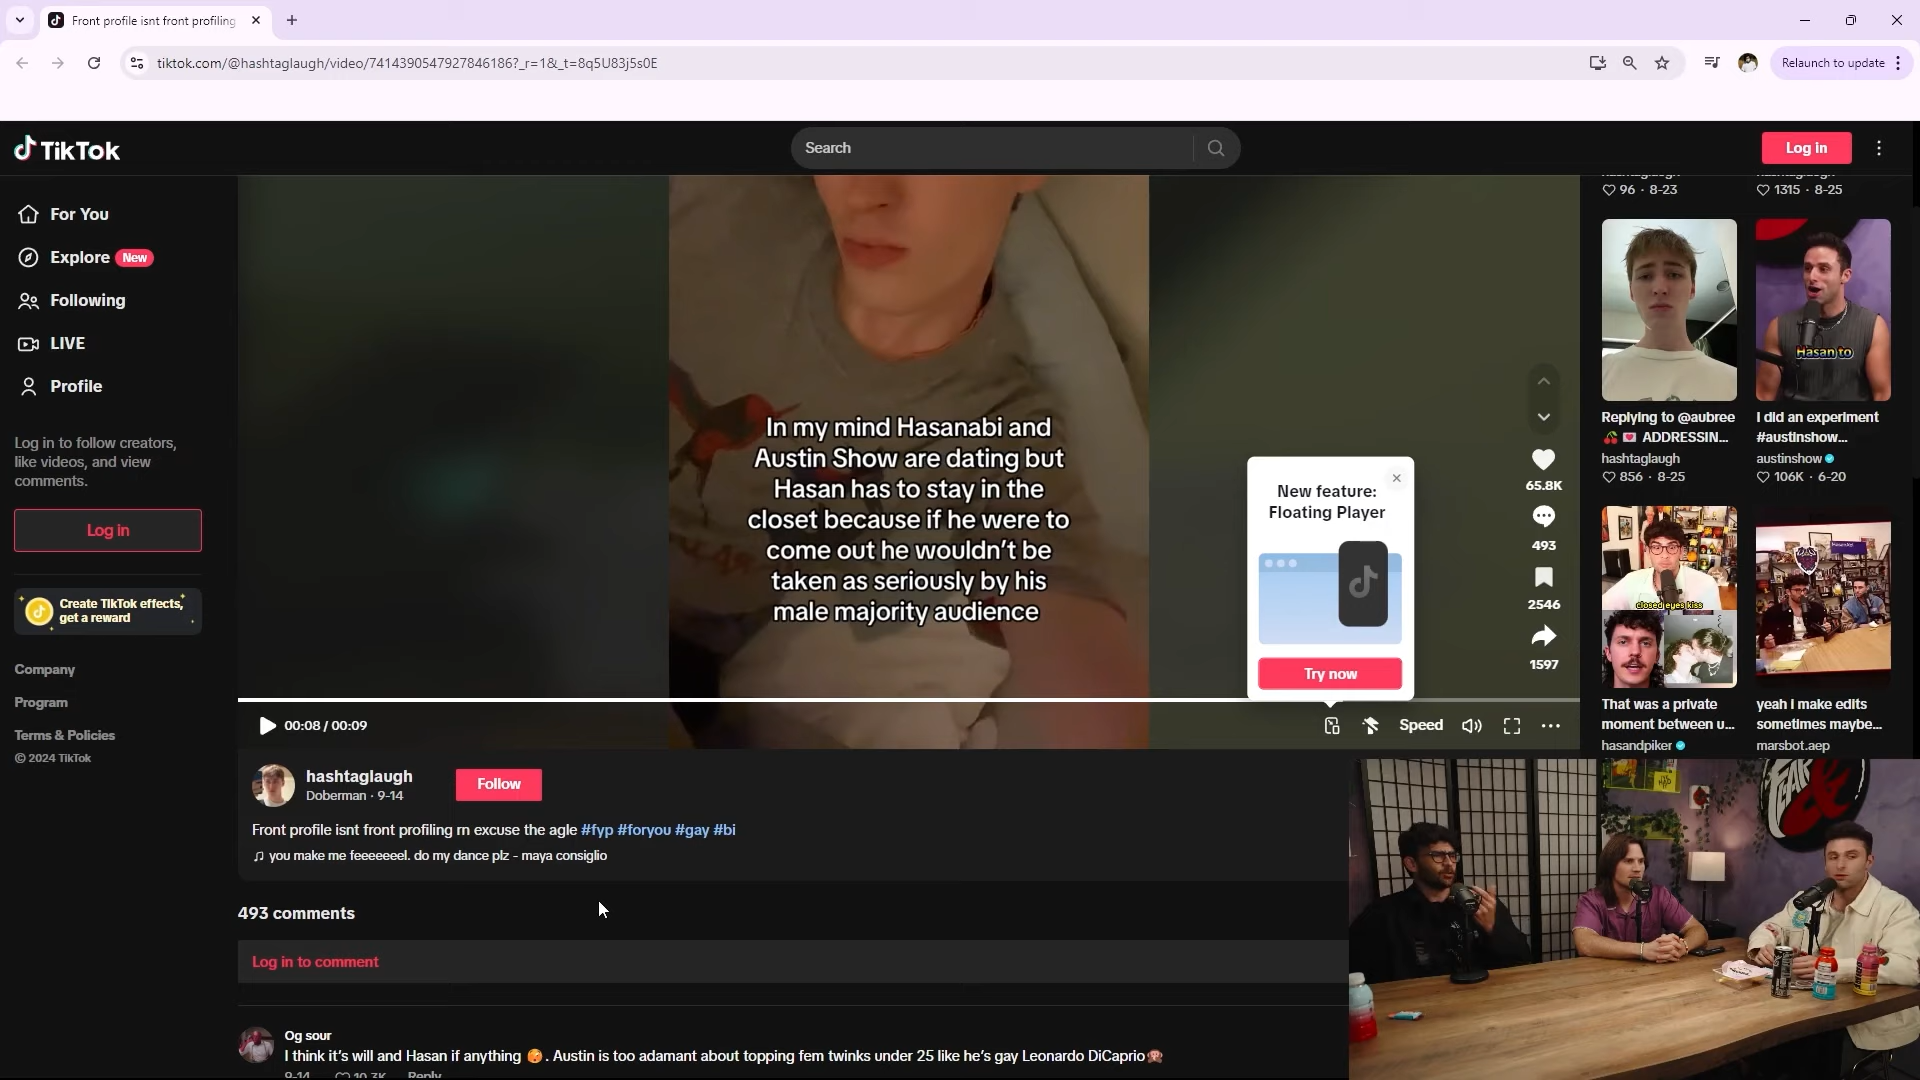 Front profile isnt front profiling
tiktok.com/@hashtaglaugh/video/7414390547927846186?_r=1&_t=8q5U83j5s0E
Relaunch to update
TikTok
Search
Log in
For You
Explore New
Following
LIVE
Profile
Log in to follow creators,
like videos, and view
comments.
Log in
Create TikTok effects,
get a reward
Company
Program
Terms & Policies
© 2024 TikTok
In my mind Hasanabi and
Austin Show are dating but
Hasan has to stay in the
closet because if he were to
come out he wouldn't be
taken as seriously by his
male majority audience
New feature:
Floating Player
Try now
65.8K
493
2546
1597
00:08 / 00:09
Speed
hashtaglaugh
Doberman · 9-14
Follow
Front profile isnt front profiling rn excuse the agle #fyp #foryou #gay #bi
♫ you make me feeeeeeel. do my dance plz - maya consiglio
493 comments
Log in to comment
Og sour
I think it's will and Hasan if anything 🥵. Austin is too adamant about topping fem twinks under 25 like he's gay Leonardo DiCaprio🙊
9-14 10.3K Reply
96 · 8-23
1315 · 8-25
Hasan to
Replying to @aubree
🍒 💌 ADDRESSIN...
hashtaglaugh
856 · 8-25
I did an experiment
#austinshow...
austinshow
106K · 6-20
closed eyes kiss
That was a private
moment between u...
hasandpiker
yeah I make edits
sometimes maybe...
marsbot.aep
FEAR&